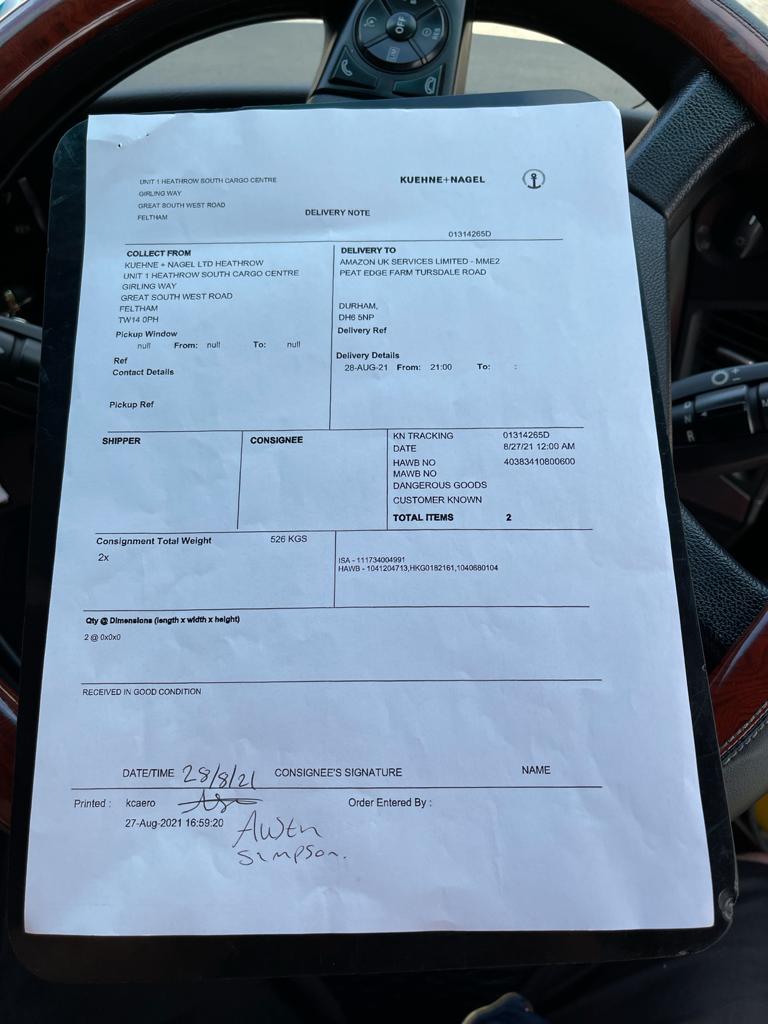 OFF
UNIT 1 HEATHROW SOUTH CARGO CENTRE
GIRLING WAY
GREAT SOUTH WEST ROAD
FELTHAM
KUEHNE+NAGEL
DELIVERY NOTE
01314265D
COLLECT FROM
KUEHNE + NAGEL LTD HEATHROW
UNIT 1 HEATHROW SOUTH CARGO CENTRE
GIRLING WAY
GREAT SOUTH WEST ROAD
FELTHAM
TW14 0PH
Pickup Window
null From: null To: null
Ref
Contact Details
Pickup Ref
DELIVERY TO
AMAZON UK SERVICES LIMITED - MME2
PEAT EDGE FARM TURSDALE ROAD
DURHAM,
DH6 5NP
Delivery Ref
Delivery Details
28-AUG-21 From: 21:00 To: :
SHIPPER
CONSIGNEE
KN TRACKING 01314265D
DATE 8/27/21 12:00 AM
HAWB NO 40383410800600
MAWB NO
DANGEROUS GOODS
CUSTOMER KNOWN
TOTAL ITEMS 2
Consignment Total Weight 526 KGS
2x
ISA - 111734004991
HAWB - 1041204713,HKG0182161,1040680104
Qty @ Dimensions (length x width x height)
2 @ 0x0x0
RECEIVED IN GOOD CONDITION
DATE/TIME 28/8/21 CONSIGNEE'S SIGNATURE NAME
Printed : kcaero Order Entered By :
27-Aug-2021 16:59:20
Awen
Simpson.
R